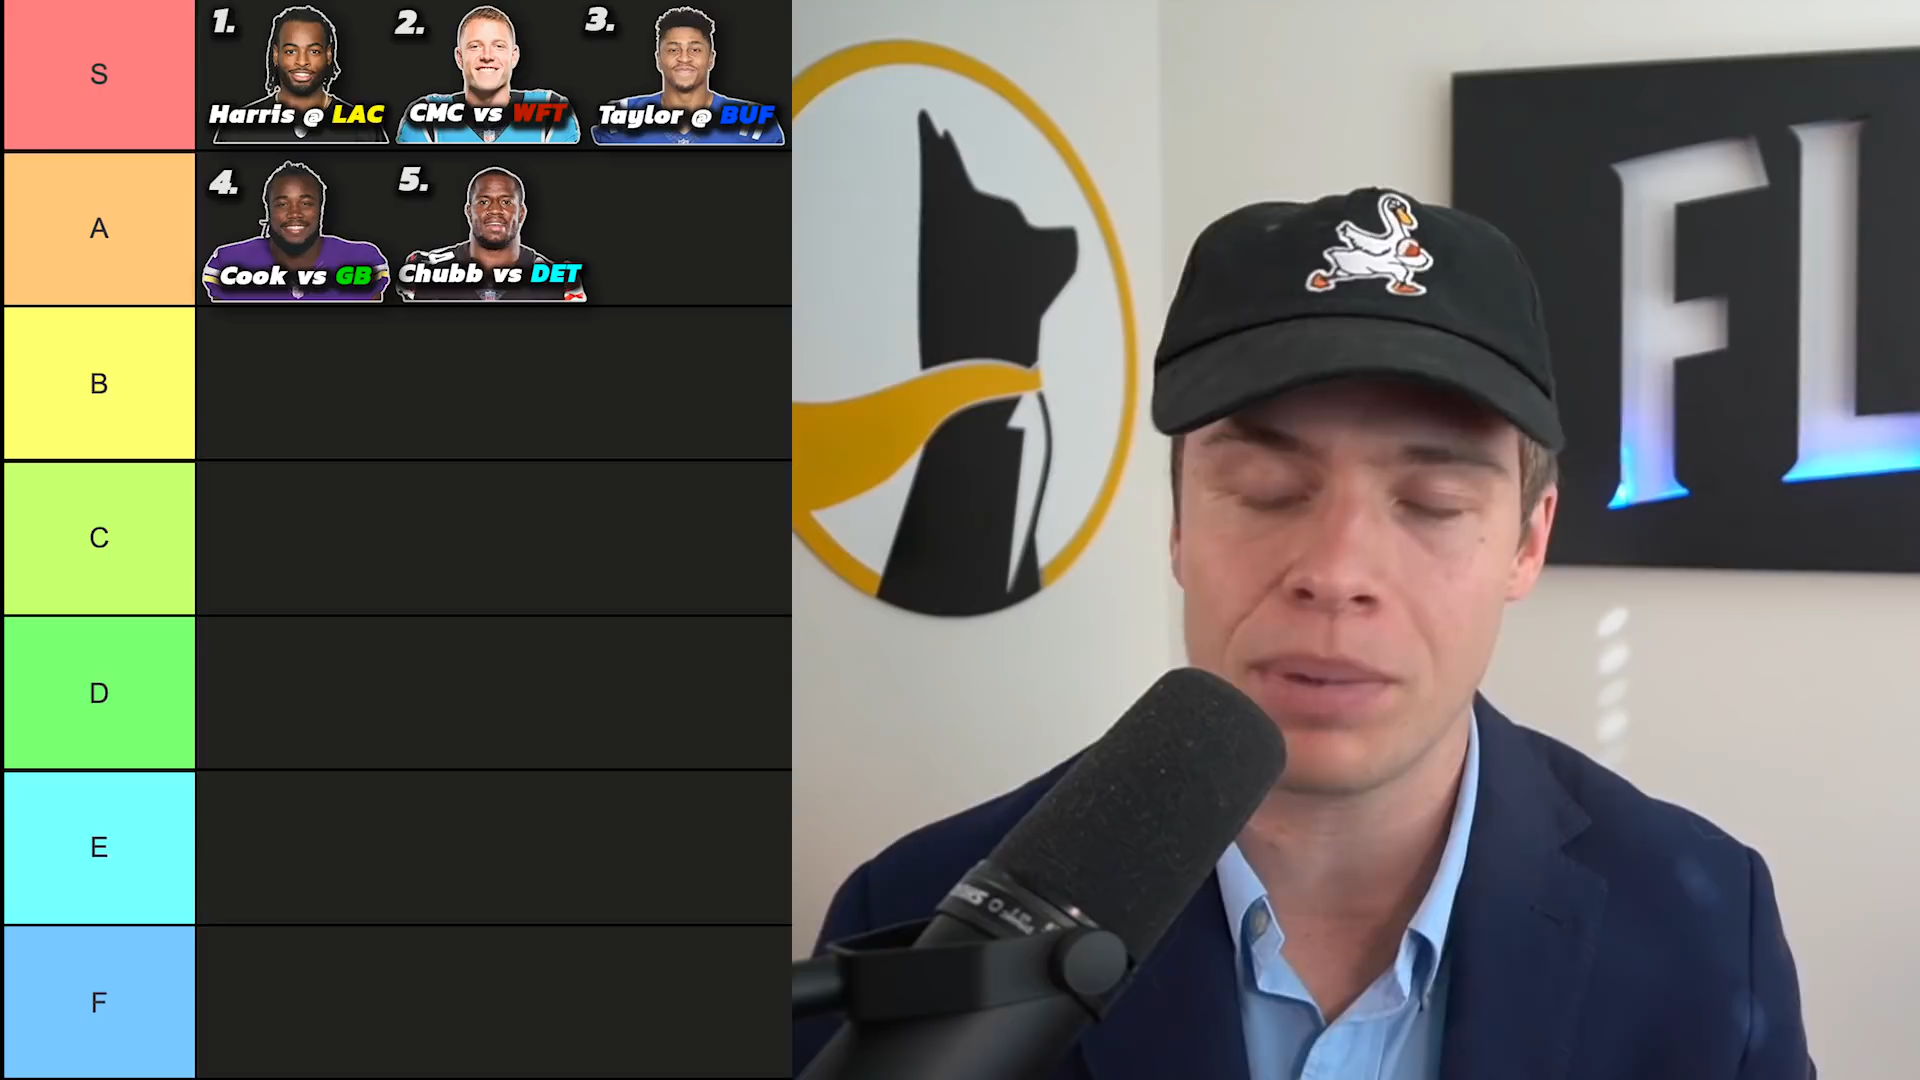 S
1.
Harris @ LAC
2.
CMC vs WFT
3.
Taylor @ BUF
A
4.
Cook vs GB
5.
Chubb vs DET
B
C
D
E
F
FL